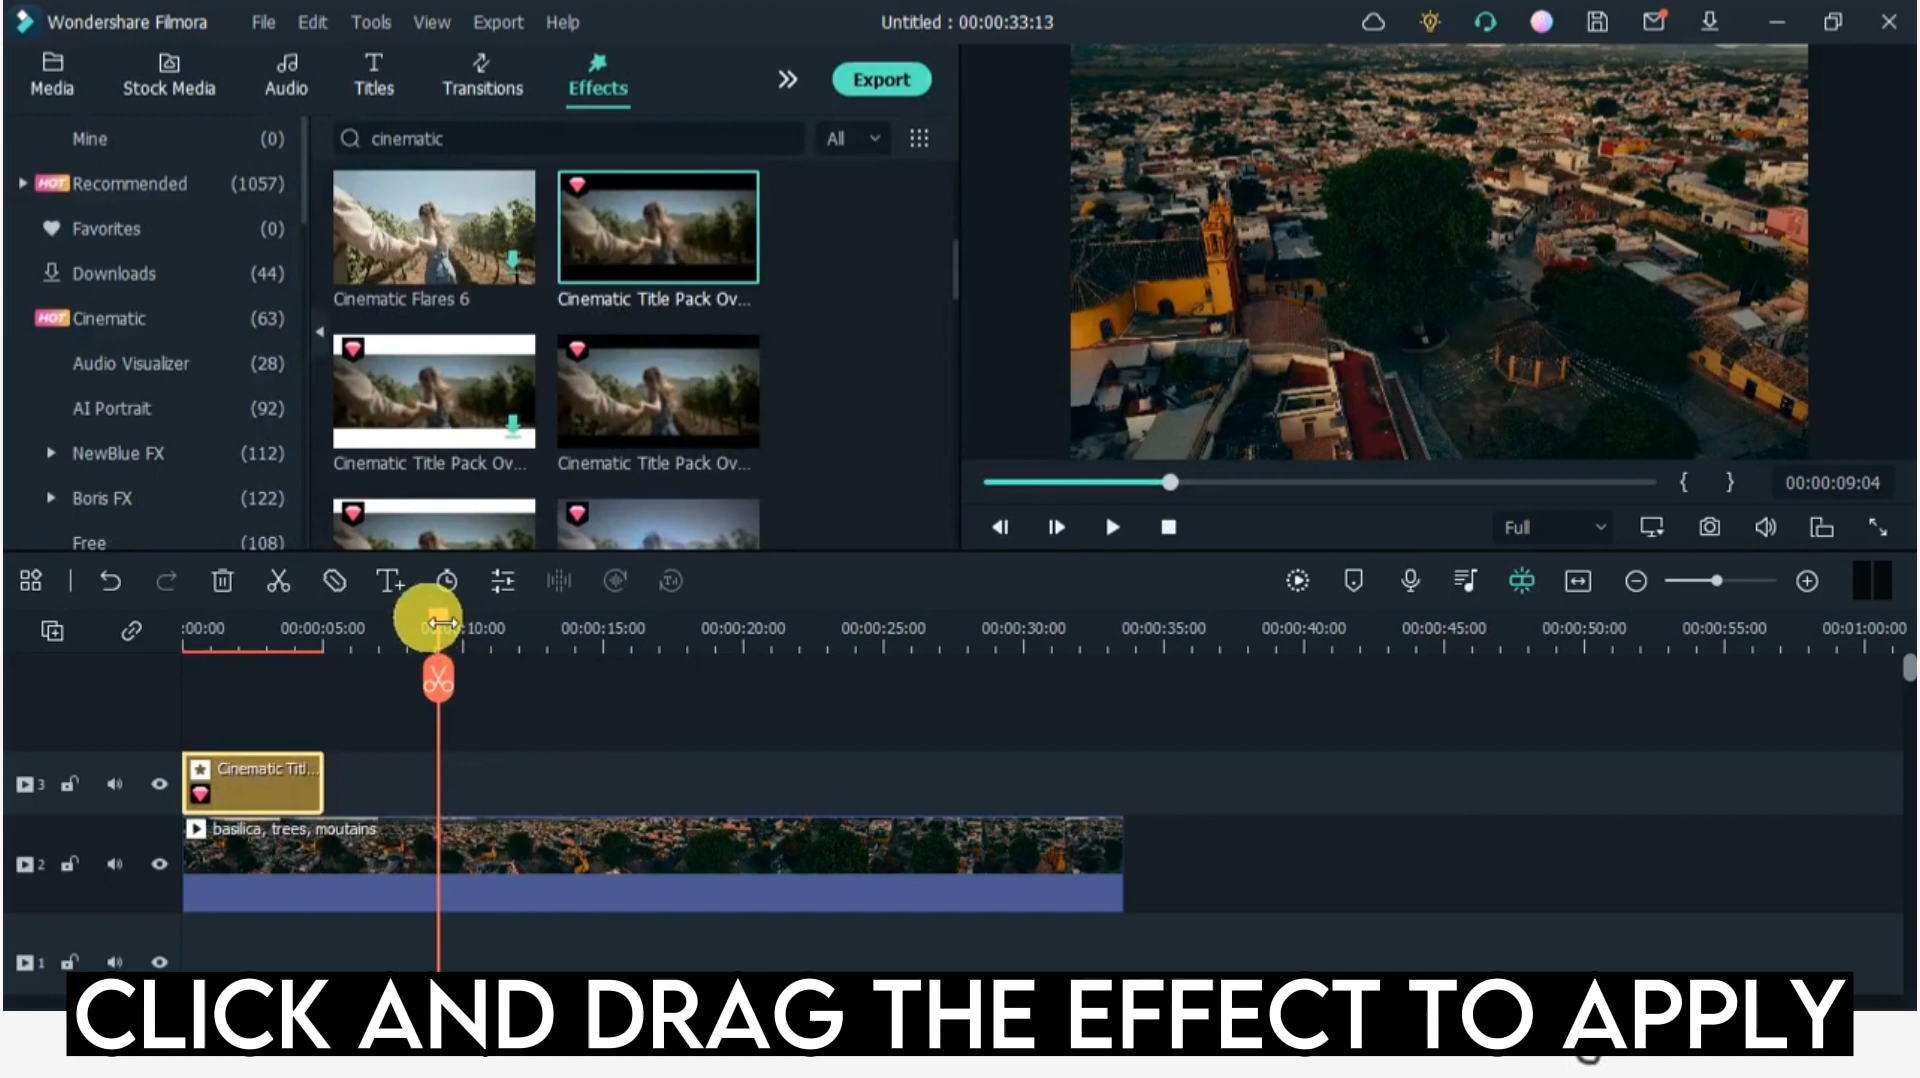 Wondershare Filmora
File Edit Tools View Export Help
Untitled : 00:00:33:13
Media Stock Media Audio Titles Transitions Effects Export
Mine (0)
HOT Recommended (1057)
Favorites (0)
Downloads (44)
HOT Cinematic (63)
Audio Visualizer (28)
AI Portrait (92)
NewBlue FX (112)
Boris FX (122)
Free (108)
cinematic All
Cinematic Flares 6 Cinematic Title Pack Ov...
Cinematic Title Pack Ov... Cinematic Title Pack Ov...
00:00:09:04
Full
:00:00 00:00:05:00 10:00 00:00:15:00 00:00:20:00 00:00:25:00 00:00:30:00 00:00:35:00 00:00:40:00 00:00:45:00 00:00:50:00 00:00:55:00 00:01:00:00
3 Cinematic Titl...
basilica, trees, moutains
2
1
CLICK AND DRAG THE EFFECT TO APPLY